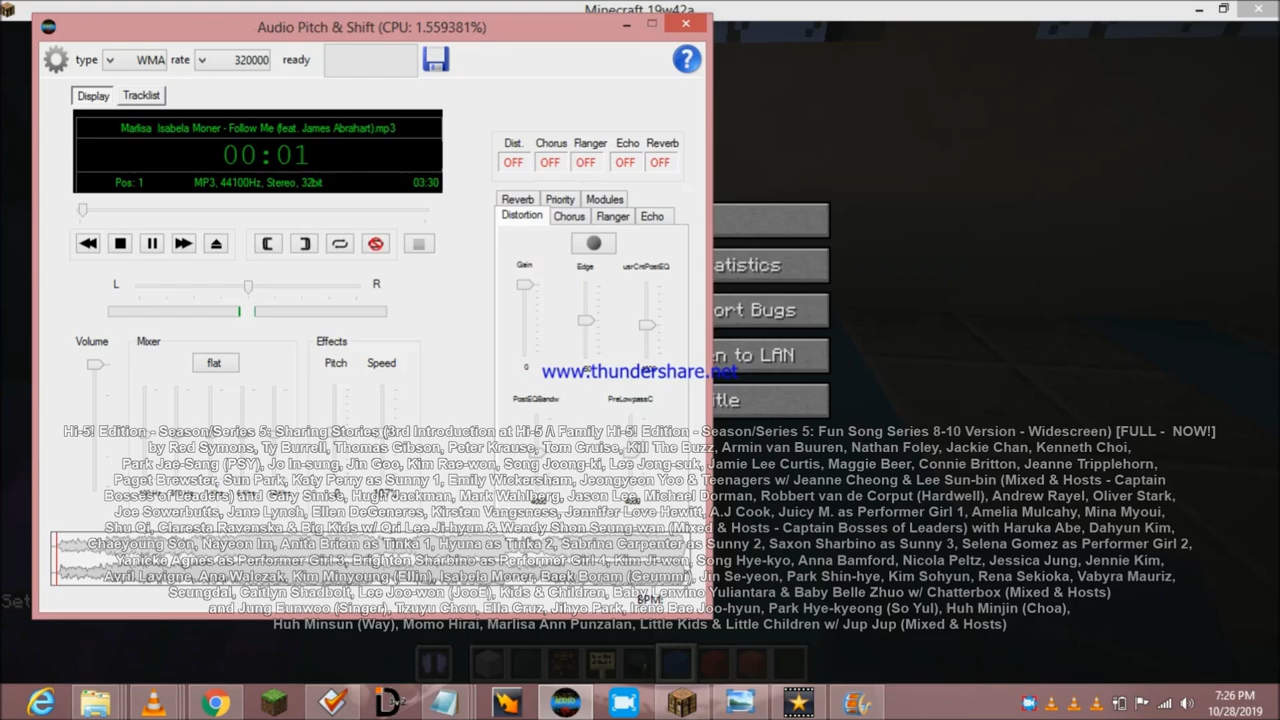 Minecraft 19w42a
Audio Pitch & Shift (CPU: 1.559381%)
type WMA rate 320000 ready
Display Tracklist
Marlisa Isabela Moner - Follow Me (feat. James Abrahart).mp3
00:01
Pos: 1 MP3, 44100Hz, Stereo, 32bit 03:30
Dist. Chorus Flanger Echo Reverb
OFF OFF OFF OFF OFF
Reverb Priority Modules
Distortion Chorus Flanger Echo
Gain Edge usrCntPostEQ
L R
Volume Mixer Effects
flat Pitch Speed
0
www.thundershare.net
PostEQBandw PreLowpassC
atistics
ort Bugs
en to LAN
itle
Hi-5! Edition - Season/Series 5: Sharing Stories (3rd Introduction at Hi-5 /\ Family Hi-5! Edition - Season/Series 5: Fun Song Series 8-10 Version - Widescreen) [FULL - NOW!]
by Red Symons, Ty Burrell, Thomas Gibson, Peter Krause, Tom Cruise, Kill The Buzz, Armin van Buuren, Nathan Foley, Jackie Chan, Kenneth Choi,
Park Jae-Sang (PSY), Jo In-sung, Jin Goo, Kim Rae-won, Song Joong-ki, Lee Jong-suk, Jamie Lee Curtis, Maggie Beer, Connie Britton, Jeanne Tripplehorn,
Paget Brewster, Sun Park, Katy Perry as Sunny 1, Emily Wickersham, Jeongyeon Yoo & Teenagers w/ Jeanne Cheong & Lee Sun-bin (Mixed & Hosts - Captain
Bosses of Leaders) and Gary Sinise, Hugh Jackman, Mark Wahlberg, Jason Lee, Michael Dorman, Robbert van de Corput (Hardwell), Andrew Rayel, Oliver Stark,
Joe Sowerbutts, Jane Lynch, Ellen DeGeneres, Kirsten Vangsness, Jennifer Love Hewitt, A.J Cook, Juicy M. as Performer Girl 1, Amelia Mulcahy, Mina Myoui,
Shu Qi, Claresta Ravenska & Big Kids w/ Qri Lee Ji-hyun & Wendy Shon Seung-wan (Mixed & Hosts - Captain Bosses of Leaders) with Haruka Abe, Dahyun Kim,
Chaeyoung Son, Nayeon Im, Anita Briem as Tinka 1, Hyuna as Tinka 2, Sabrina Carpenter as Sunny 2, Saxon Sharbino as Sunny 3, Selena Gomez as Performer Girl 2,
Yanicke Agnes as Performer Girl 3, Brighton Sharbino as Performer Girl 4, Kim Ji-won, Song Hye-kyo, Anna Bamford, Nicola Peltz, Jessica Jung, Jennie Kim,
Avril Lavigne, Ana Walczak, Kim Minyoung (Ellin), Isabela Moner, Baek Boram (Geummi), Jin Se-yeon, Park Shin-hye, Kim Sohyun, Rena Sekioka, Vabyra Mauriz,
Seungdal, Caitlyn Shadbolt, Lee Joo-won (JooE), Kids & Children, Baby Lenvino Yuliantara & Baby Belle Zhuo w/ Chatterbox (Mixed & Hosts)
and Jung Eunwoo (Singer), Tzuyu Chou, Ella Cruz, Jihyo Park, Irene Bae Joo-hyun, Park Hye-kyeong (So Yul), Huh Minjin (Choa),
Huh Minsun (Way), Momo Hirai, Marlisa Ann Punzalan, Little Kids & Little Children w/ Jup Jup (Mixed & Hosts)
Set
BPM:
7:26 PM
10/28/2019